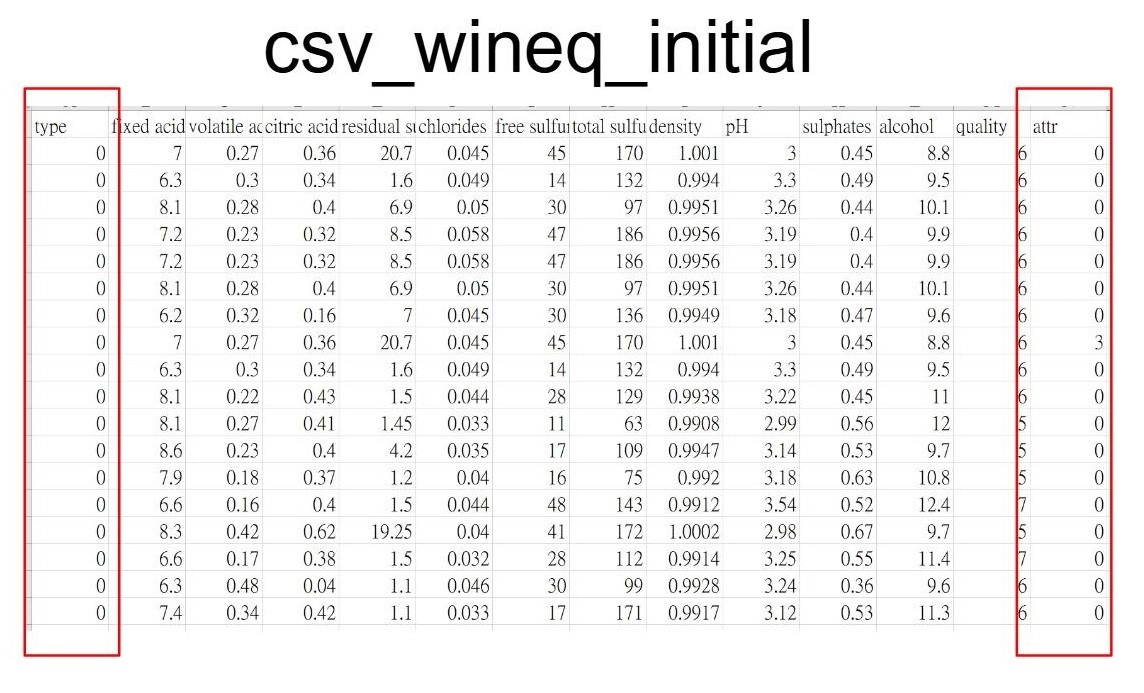 csv_wineq_initial
type fixed acid volatile ac citric acid residual su chlorides free sulfur total sulfu density pH sulphates alcohol quality attr
0 7 0.27 0.36 20.7 0.045 45 170 1.001 3 0.45 8.8 6 0
0 6.3 0.3 0.34 1.6 0.049 14 132 0.994 3.3 0.49 9.5 6 0
0 8.1 0.28 0.4 6.9 0.05 30 97 0.9951 3.26 0.44 10.1 6 0
0 7.2 0.23 0.32 8.5 0.058 47 186 0.9956 3.19 0.4 9.9 6 0
0 7.2 0.23 0.32 8.5 0.058 47 186 0.9956 3.19 0.4 9.9 6 0
0 8.1 0.28 0.4 6.9 0.05 30 97 0.9951 3.26 0.44 10.1 6 0
0 6.2 0.32 0.16 7 0.045 30 136 0.9949 3.18 0.47 9.6 6 0
0 7 0.27 0.36 20.7 0.045 45 170 1.001 3 0.45 8.8 6 3
0 6.3 0.3 0.34 1.6 0.049 14 132 0.994 3.3 0.49 9.5 6 0
0 8.1 0.22 0.43 1.5 0.044 28 129 0.9938 3.22 0.45 11 6 0
0 8.1 0.27 0.41 1.45 0.033 11 63 0.9908 2.99 0.56 12 5 0
0 8.6 0.23 0.4 4.2 0.035 17 109 0.9947 3.14 0.53 9.7 5 0
0 7.9 0.18 0.37 1.2 0.04 16 75 0.992 3.18 0.63 10.8 5 0
0 6.6 0.16 0.4 1.5 0.044 48 143 0.9912 3.54 0.52 12.4 7 0
0 8.3 0.42 0.62 19.25 0.04 41 172 1.0002 2.98 0.67 9.7 5 0
0 6.6 0.17 0.38 1.5 0.032 28 112 0.9914 3.25 0.55 11.4 7 0
0 6.3 0.48 0.04 1.1 0.046 30 99 0.9928 3.24 0.36 9.6 6 0
0 7.4 0.34 0.42 1.1 0.033 17 171 0.9917 3.12 0.53 11.3 6 0